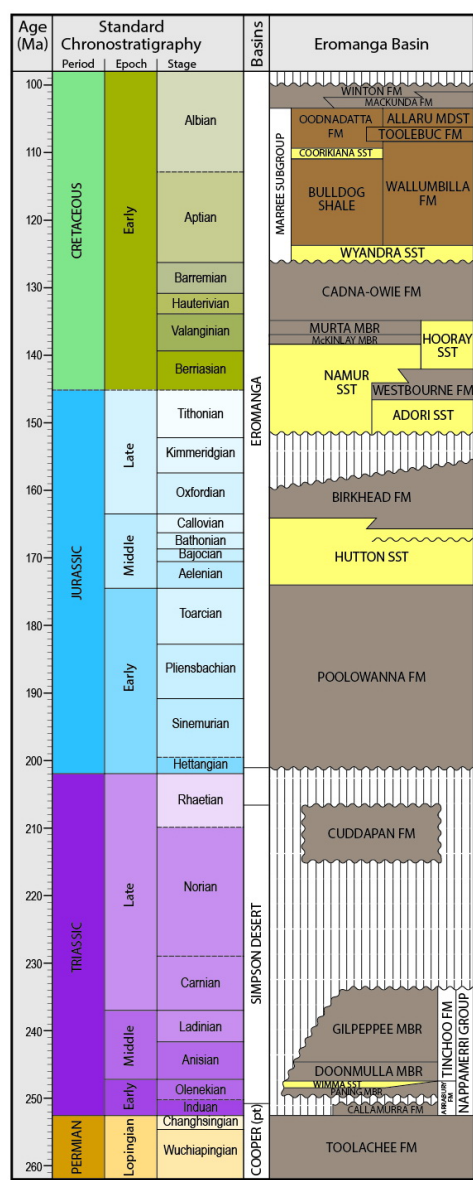 Age
(Ma)
Standard
Chronostratigraphy
Period
Epoch
Stage
Basins
Eromanga Basin
100
110
120
130
140
150
160
170
180
190
200
210
220
230
240
250
260
CRETACEOUS
JURASSIC
TRIASSIC
PERMIAN
Early
Late
Middle
Early
Late
Middle
Early
Lopingian
Albian
Aptian
Barremian
Hauterivian
Valanginian
Berriasian
Tithonian
Kimmeridgian
Oxfordian
Callovian
Bathonian
Bajocian
Aelenian
Toarcian
Pliensbachian
Sinemurian
Hettangian
Rhaetian
Norian
Carnian
Ladinian
Anisian
Olenekian
Induan
Changhsingian
Wuchiapingian
EROMANGA
SIMPSON DESERT
COOPER (pt)
WINTON FM
MACKUNDA FM
MARREE SUBGROUP
OODNADATTA
FM
ALLARU MDST
TOOLEBUC FM
COORIKIANA SST
BULLDOG
SHALE
WALLUMBILLA
FM
WYANDRA SST
CADNA-OWIE FM
MURTA MBR
McKINLAY MBR
HOORAY
SST
NAMUR
SST
WESTBOURNE FM
ADORI SST
BIRKHEAD FM
HUTTON SST
POOLOWANNA FM
CUDDAPAN FM
GILPEPPEE MBR
DOONMULLA MBR
WIMMA SST
PANING MBR
CALLAMURRA FM
TINCHOO FM
ARRABURY
FM
NAPPAMERRI GROUP
TOOLACHEE FM